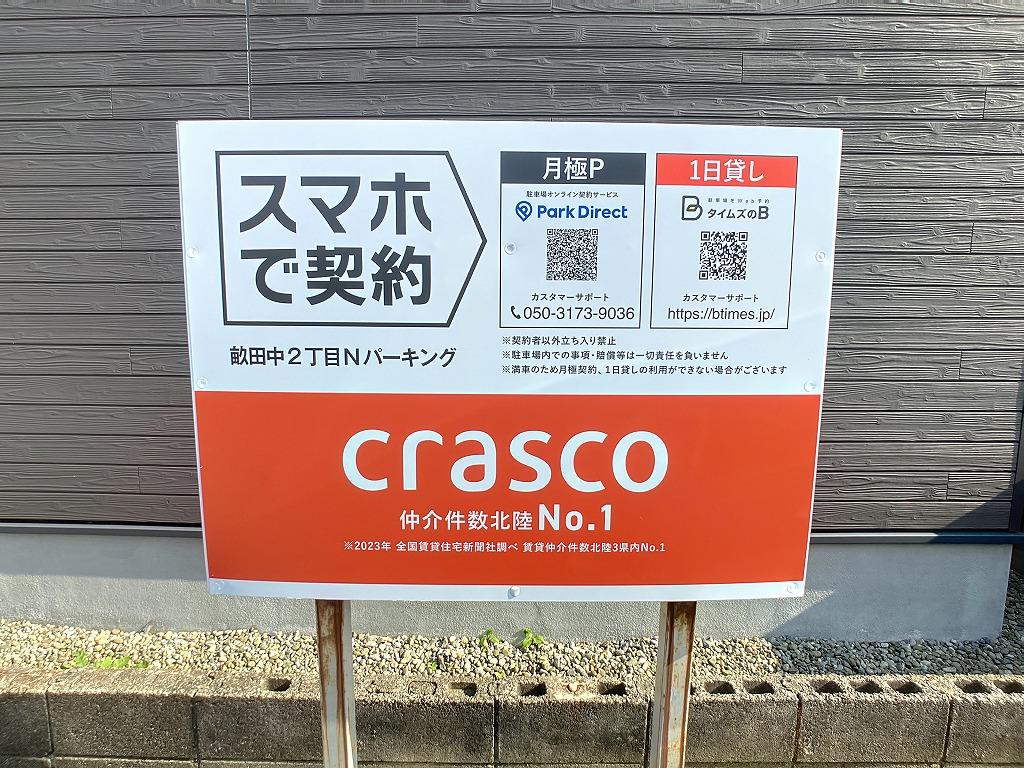 スマホ
で契約
畝田中2丁目Nパーキング
月極P
駐車場オンライン契約サービス
Park Direct
カスタマーサポート
050-3173-9036
1日貸し
駐車場をWeb予約
タイムズのB
カスタマーサポート
https://btimes.jp/
※契約者以外立ち入り禁止
※駐車場内での事項・賠償等は一切責任を負いません
※満車のため月極契約、1日貸しの利用ができない場合がございます
crasco
仲介件数北陸No.1
※2023年 全国賃貸住宅新聞社調べ 賃貸仲介件数北陸3県内No.1